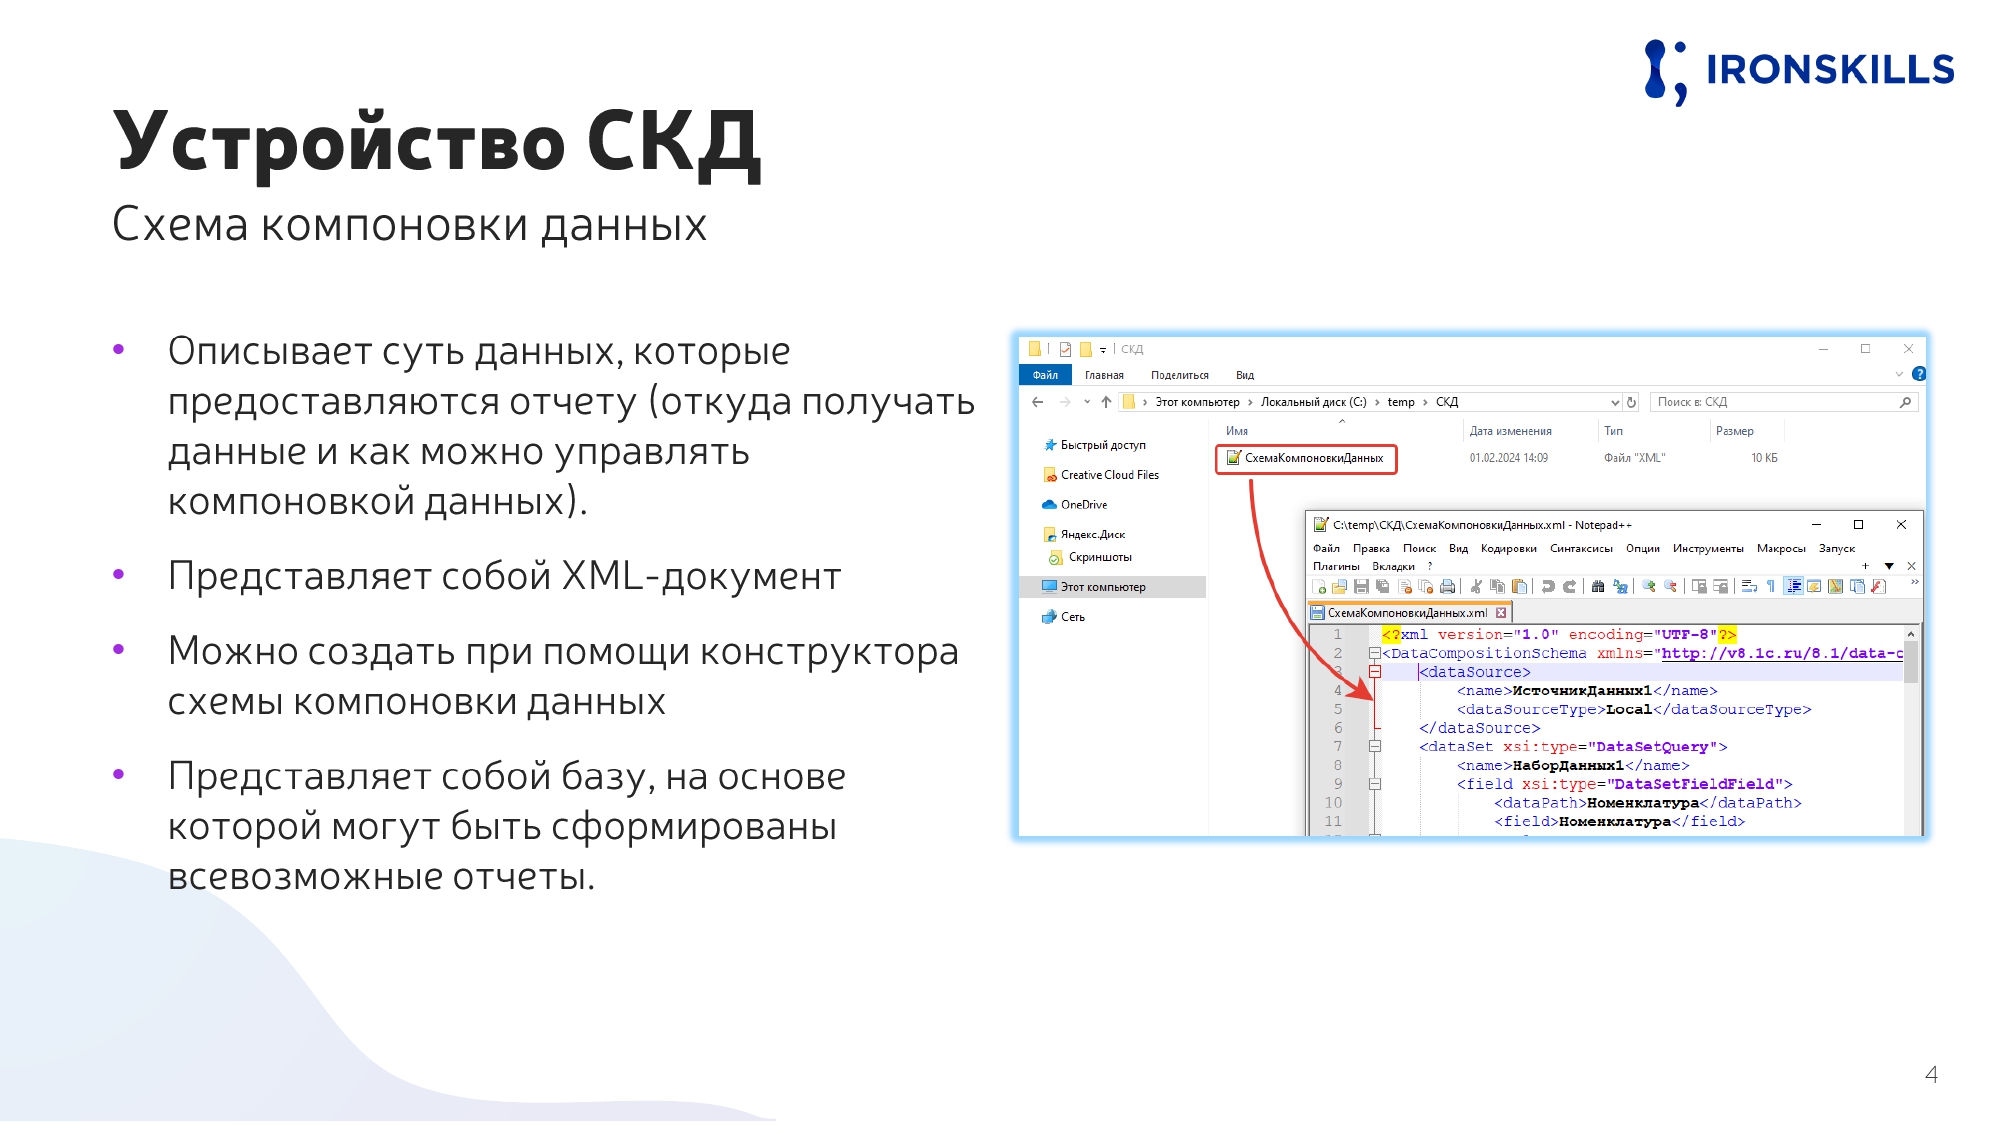 IRONSKILLS
Устройство СКД
Схема компоновки данных
• Описывает суть данных, которые
предоставляются отчету (откуда получать
данные и как можно управлять
компоновкой данных).
• Представляет собой XML-документ
• Можно создать при помощи конструктора
схемы компоновки данных
• Представляет собой базу, на основе
которой могут быть сформированы
всевозможные отчеты.
СКД
Файл Главная Поделиться Вид
Этот компьютер › Локальный диск (C:) › temp › СКД
Поиск в: СКД
Имя Дата изменения Тип Размер
СхемаКомпоновкиДанных 01.02.2024 14:09 Файл "XML" 10 КБ
Быстрый доступ
Creative Cloud Files
OneDrive
Яндекс.Диск
Скриншоты
Этот компьютер
Сеть
C:\temp\СКД\СхемаКомпоновкиДанных.xml - Notepad++
Файл Правка Поиск Вид Кодировки Синтаксисы Опции Инструменты Макросы Запуск
Плагины Вкладки ?
СхемаКомпоновкиДанных.xml
1 <?xml version="1.0" encoding="UTF-8"?>
2 <DataCompositionSchema xmlns="http://v8.1c.ru/8.1/data-c
3 <dataSource>
4 <name>ИсточникДанных1</name>
5 <dataSourceType>Local</dataSourceType>
6 </dataSource>
7 <dataSet xsi:type="DataSetQuery">
8 <name>НаборДанных1</name>
9 <field xsi:type="DataSetFieldField">
10 <dataPath>Номенклатура</dataPath>
11 <field>Номенклатура</field>
4